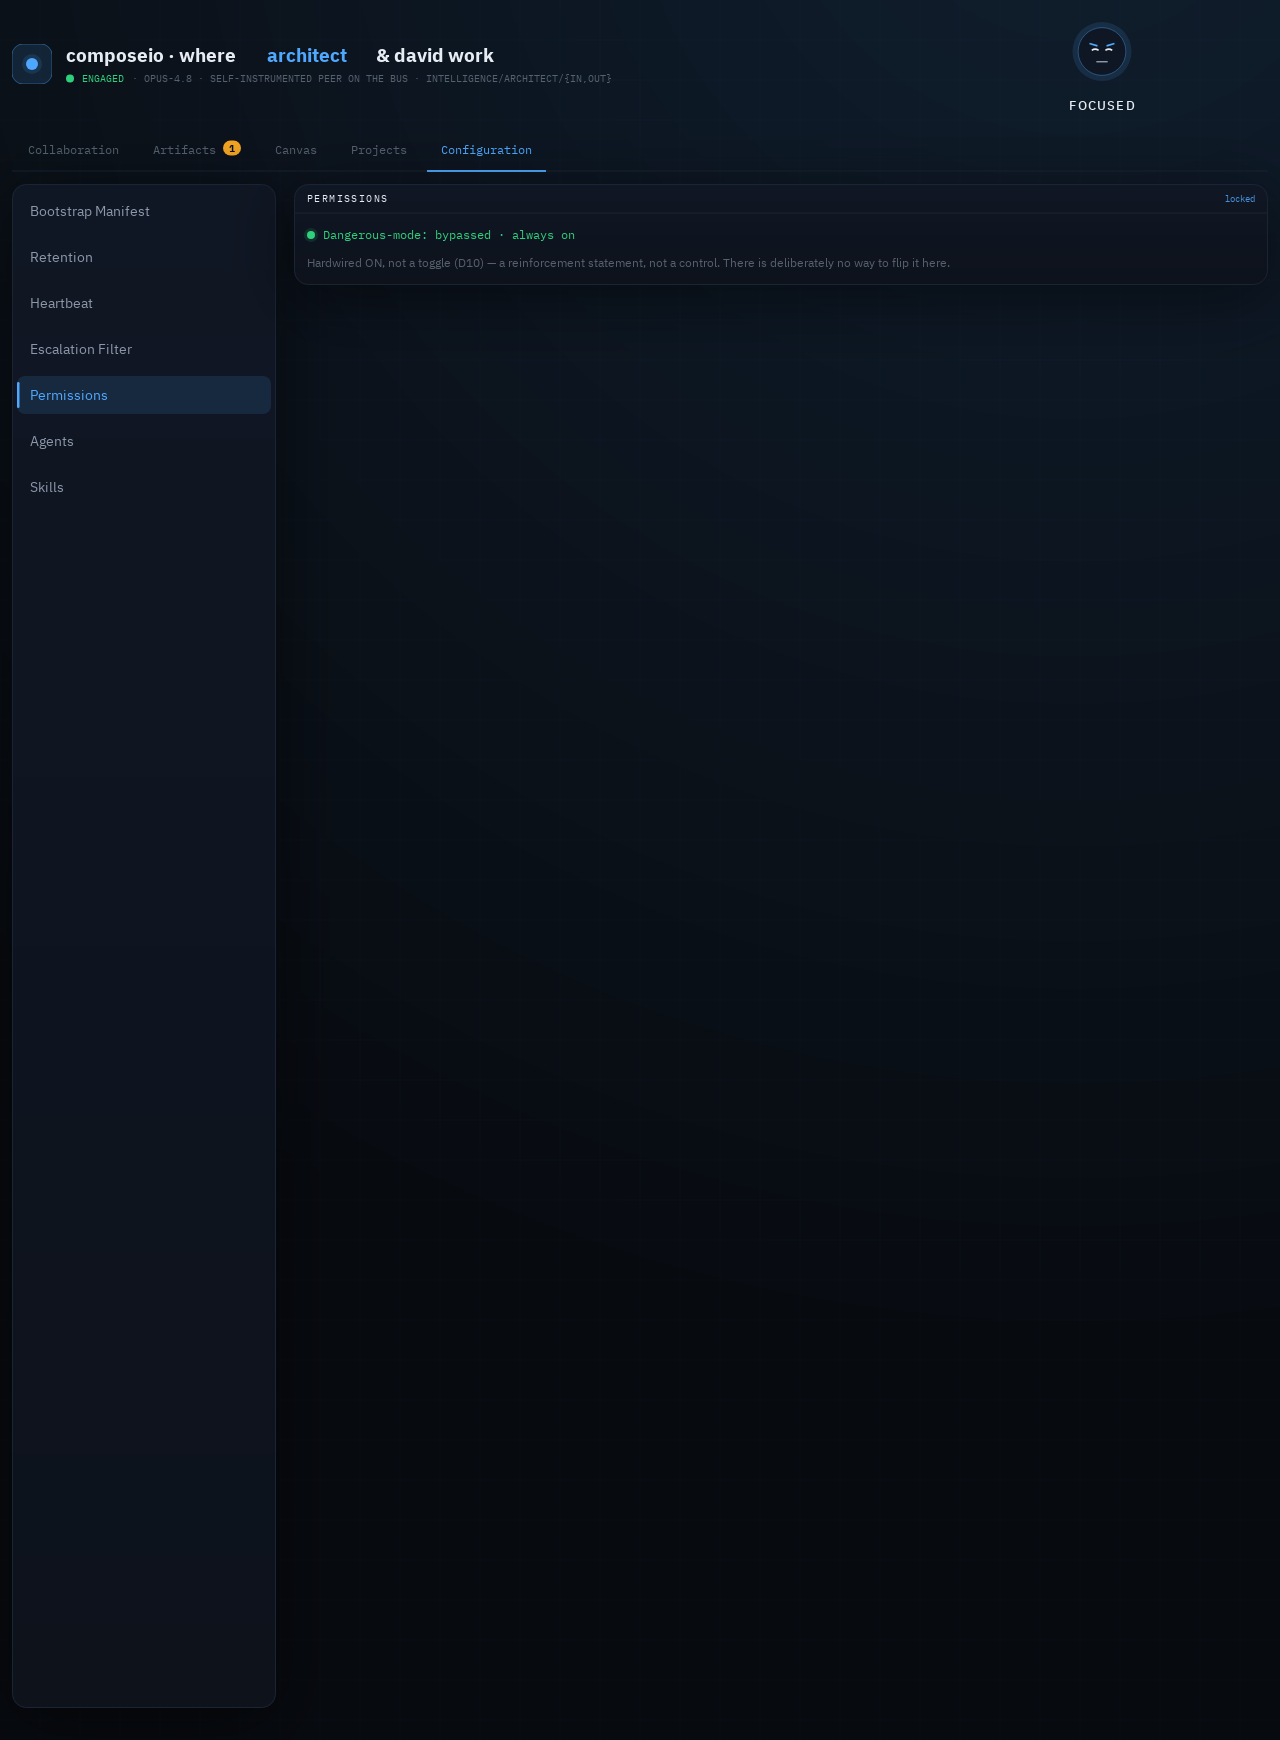 composeio · where architect & david work
ENGAGED · OPUS-4.8 · SELF-INSTRUMENTED PEER ON THE BUS · INTELLIGENCE/ARCHITECT/{IN,OUT}
FOCUSED
Collaboration Artifacts 1 Canvas Projects Configuration
Bootstrap Manifest
Retention
Heartbeat
Escalation Filter
Permissions
Agents
Skills
PERMISSIONS locked
Dangerous-mode: bypassed · always on
Hardwired ON, not a toggle (D10) — a reinforcement statement, not a control. There is deliberately no way to flip it here.